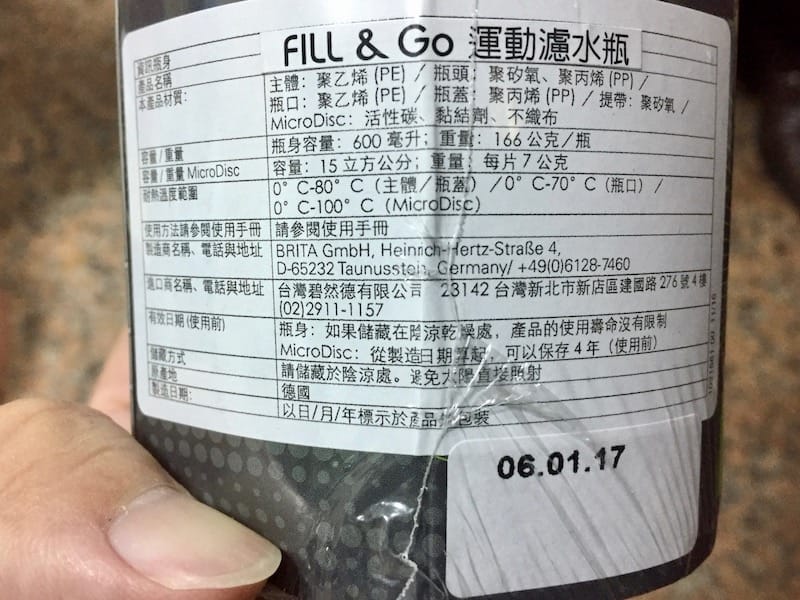 FILL & Go 運動濾水瓶
資訊瓶身
產品名稱
本產品材質： 主體：聚乙烯 (PE) / 瓶頭：聚矽氧、聚丙烯 (PP) /
瓶口：聚乙烯 (PE) / 瓶蓋：聚丙烯 (PP) / 提帶：聚矽氧 /
MicroDisc：活性碳、黏結劑、不織布
容量 / 重量 瓶身容量：600 毫升；重量：166 公克 / 瓶
容量 / 重量 MicroDisc 容量：15 立方公分；重量：每片 7 公克
耐熱溫度範圍 0° C-80° C（主體 / 瓶蓋）/0° C-70° C（瓶口）/
0° C-100° C（MicroDisc）
使用方法請參閱使用手冊 請參閱使用手冊
製造商名稱、電話與地址 BRITA GmbH, Heinrich-Hertz-Straße 4,
D-65232 Taunusstein, Germany/ +49(0)6128-7460
進口商名稱、電話與地址 台灣碧然德有限公司 23142 台灣新北市新店區建國路 276 號 4 樓
(02)2911-1157
有效日期 (使用前) 瓶身：如果儲藏在陰涼乾燥處，產品的使用壽命沒有限制
MicroDisc：從製造日期算起，可以保存 4 年（使用前）
儲藏方式 請儲藏於陰涼處。避免太陽直接照射
原產地 德國
製造日期： 以日/月/年標示於產品外包裝
06.01.17